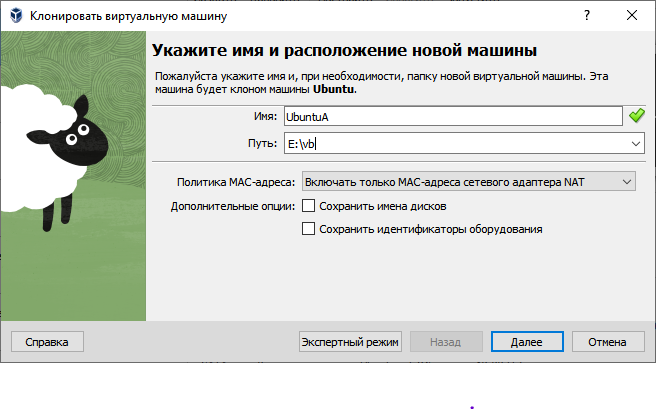 Клонировать виртуальную машину
Укажите имя и расположение новой машины
Пожалуйста укажите имя и, при необходимости, папку новой виртуальной машины. Эта
машина будет клоном машины Ubuntu.
Имя: UbuntuA
Путь: E:\vb
Политика MAC-адреса: Включать только MAC-адреса сетевого адаптера NAT
Дополнительные опции: Сохранить имена дисков
Сохранить идентификаторы оборудования
Справка Экспертный режим Назад Далее Отмена